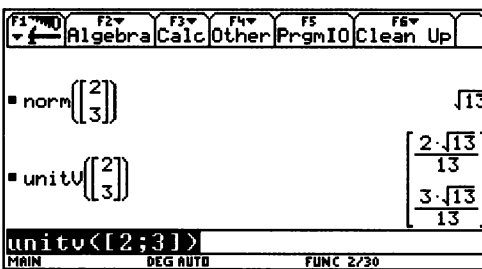 F1 F2 Algebra F3 Calc F4 Other F5 PrgmIO F6 Clean Up
▪ norm([2; 3]) √13
▪ unitV([2; 3]) [2·√13/13; 3·√13/13]
unitv([2;3])
MAIN DEG AUTO FUNC 2/30